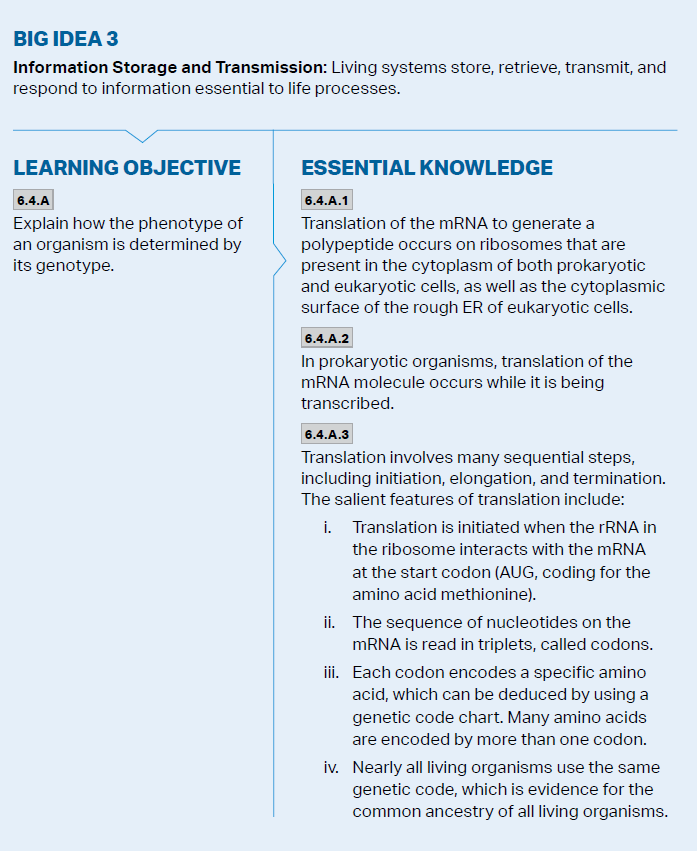 BIG IDEA 3
Information Storage and Transmission: Living systems store, retrieve, transmit, and
respond to information essential to life processes.
LEARNING OBJECTIVE
6.4.A
Explain how the phenotype of
an organism is determined by
its genotype.
ESSENTIAL KNOWLEDGE
6.4.A.1
Translation of the mRNA to generate a
polypeptide occurs on ribosomes that are
present in the cytoplasm of both prokaryotic
and eukaryotic cells, as well as the cytoplasmic
surface of the rough ER of eukaryotic cells.
6.4.A.2
In prokaryotic organisms, translation of the
mRNA molecule occurs while it is being
transcribed.
6.4.A.3
Translation involves many sequential steps,
including initiation, elongation, and termination.
The salient features of translation include:
i. Translation is initiated when the rRNA in
the ribosome interacts with the mRNA
at the start codon (AUG, coding for the
amino acid methionine).
ii. The sequence of nucleotides on the
mRNA is read in triplets, called codons.
iii. Each codon encodes a specific amino
acid, which can be deduced by using a
genetic code chart. Many amino acids
are encoded by more than one codon.
iv. Nearly all living organisms use the same
genetic code, which is evidence for the
common ancestry of all living organisms.